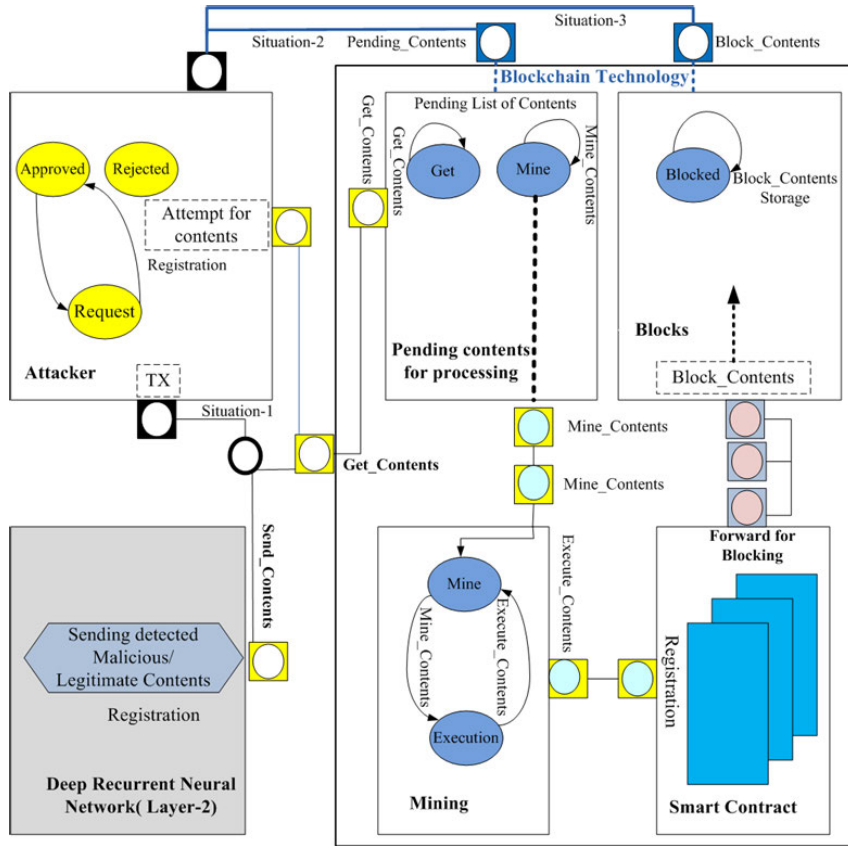 Situation-3
Situation-2
Pending_Contents
Block_Contents
Blockchain Technology
Pending List of Contents
Get_Contents
Get_Contents
Mine_Contents
Get
Mine
Blocked
Block_Contents
Storage
Approved
Rejected
Attempt for
contents
Registration
Request
Attacker
TX
Situation-1
Pending contents
for processing
Blocks
Block_Contents
Get_Contents
Mine_Contents
Mine_Contents
Send_Contents
Sending detected
Malicious/
Legitimate Contents
Registration
Deep Recurrent Neural
Network( Layer-2)
Mine
Mine_Contents
Execute_Contents
Execution
Mining
Execute_Contents
Forward for
Blocking
Registration
Smart Contract